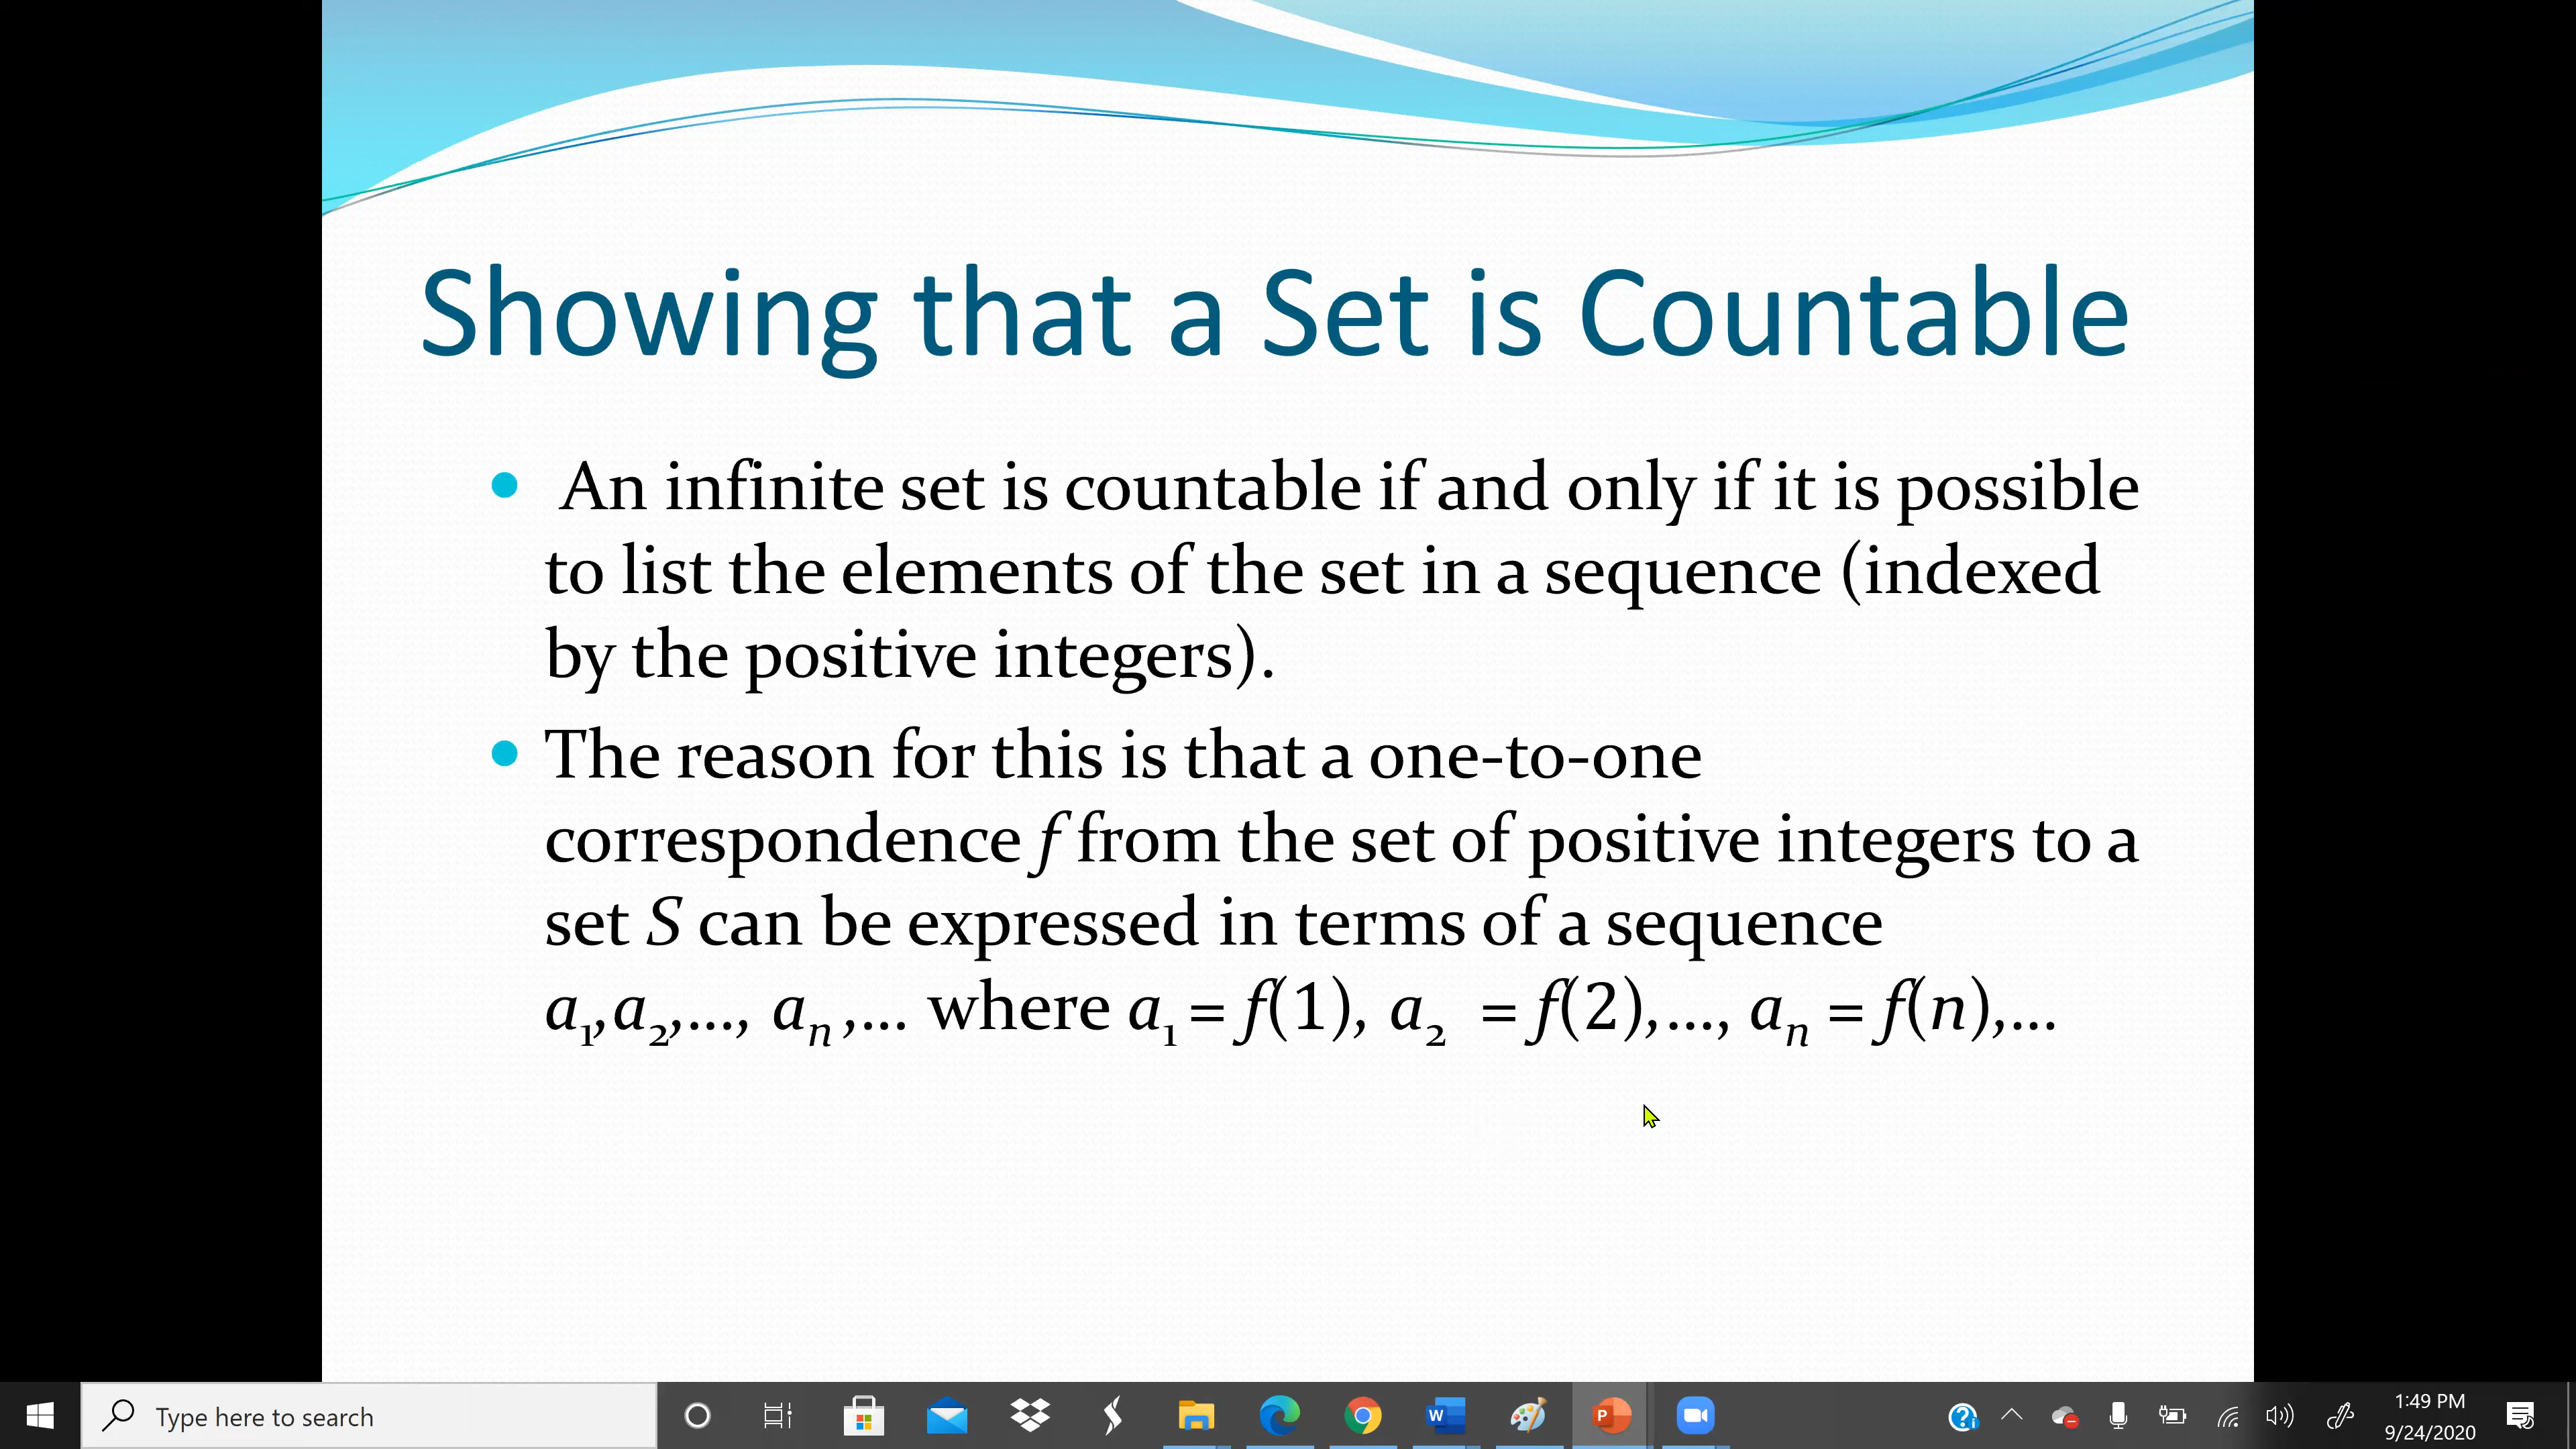 Showing that a Set is Countable
• An infinite set is countable if and only if it is possible
to list the elements of the set in a sequence (indexed
by the positive integers).
• The reason for this is that a one-to-one
correspondence f from the set of positive integers to a
set S can be expressed in terms of a sequence
a₁,a₂,…, aₙ ,… where a₁ = f(1), a₂ = f(2),…, aₙ = f(n),…
Type here to search
1:49 PM
9/24/2020